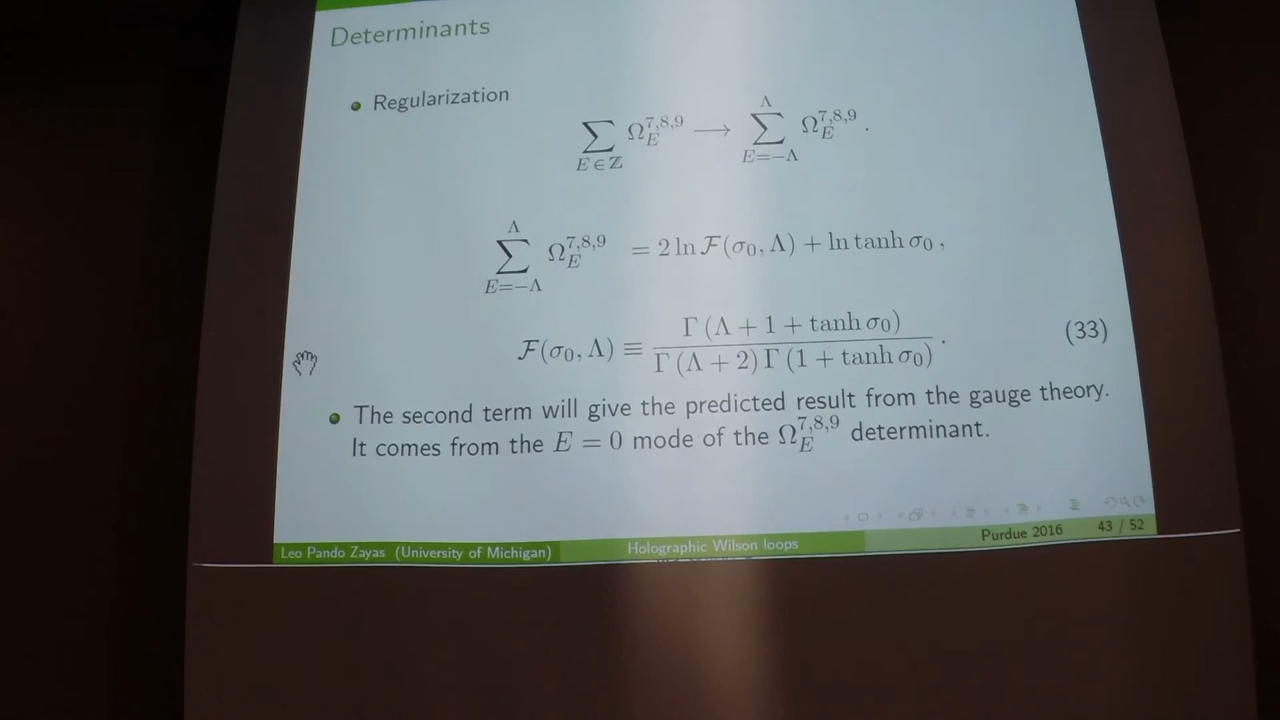 Determinants
Regularization
∑_{E∈ℤ} Ω_E^{7,8,9} ⟶ ∑_{E=−Λ}^{Λ} Ω_E^{7,8,9} .
∑_{E=−Λ}^{Λ} Ω_E^{7,8,9} = 2 ln ℱ(σ₀, Λ) + ln tanh σ₀ ,
ℱ(σ₀, Λ) ≡ Γ (Λ + 1 + tanh σ₀) / Γ (Λ + 2) Γ (1 + tanh σ₀) . (33)
The second term will give the predicted result from the gauge theory.
It comes from the E = 0 mode of the Ω_E^{7,8,9} determinant.
Leo Pando Zayas (University of Michigan) Holographic Wilson loops Purdue 2016 43 / 52